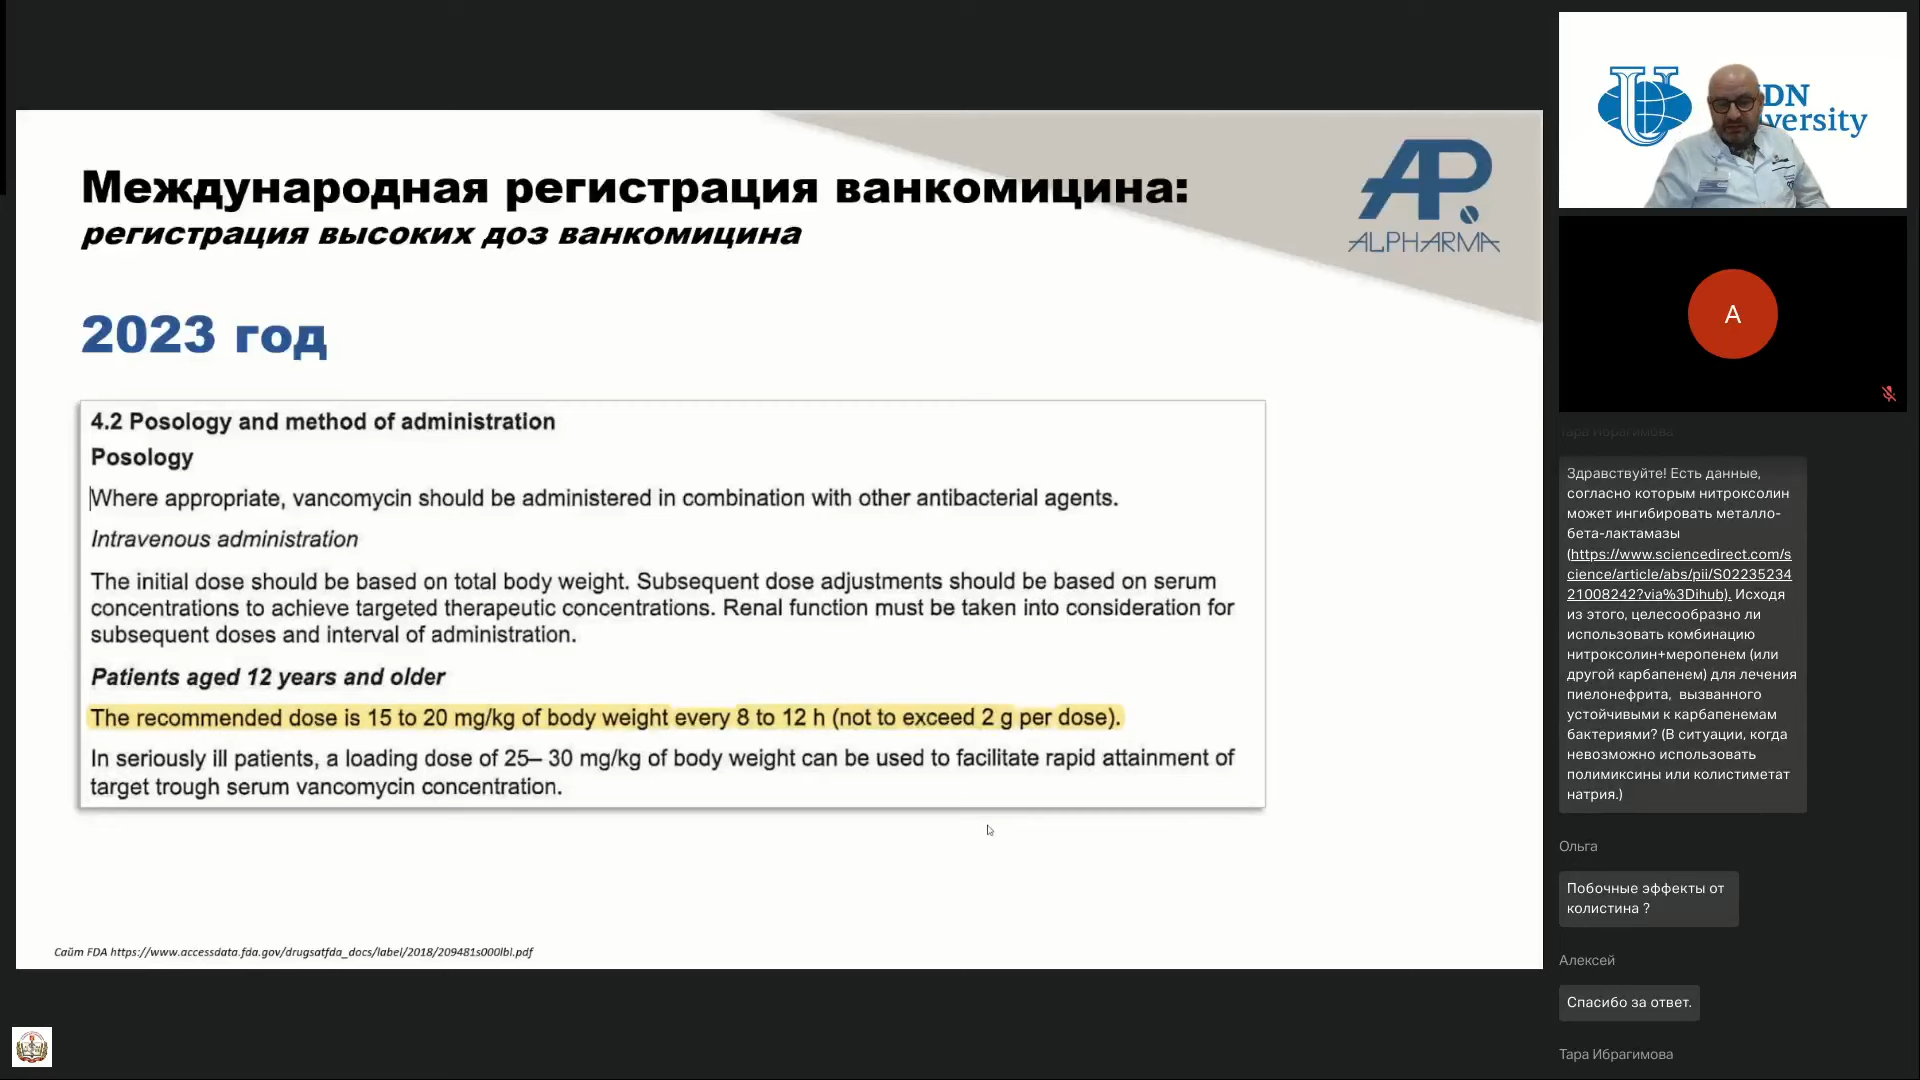 Международная регистрация ванкомицина:
регистрация высоких доз ванкомицина
AP
ALPHARMA
2023 год
4.2 Posology and method of administration
Posology
Where appropriate, vancomycin should be administered in combination with other antibacterial agents.
Intravenous administration
The initial dose should be based on total body weight. Subsequent dose adjustments should be based on serum
concentrations to achieve targeted therapeutic concentrations. Renal function must be taken into consideration for
subsequent doses and interval of administration.
Patients aged 12 years and older
The recommended dose is 15 to 20 mg/kg of body weight every 8 to 12 h (not to exceed 2 g per dose).
In seriously ill patients, a loading dose of 25– 30 mg/kg of body weight can be used to facilitate rapid attainment of
target trough serum vancomycin concentration.
Сайт FDA https://www.accessdata.fda.gov/drugsatfda_docs/label/2018/209481s000lbl.pdf
DN
versity
A
Тара Ибрагимова
Здравствуйте! Есть данные,
согласно которым нитроксолин
может ингибировать металло-
бета-лактамазы
(https://www.sciencedirect.com/s
cience/article/abs/pii/S02235234
21008242?via%3Dihub). Исходя
из этого, целесообразно ли
использовать комбинацию
нитроксолин+меропенем (или
другой карбапенем) для лечения
пиелонефрита, вызванного
устойчивыми к карбапенемам
бактериями? (В ситуации, когда
невозможно использовать
полимиксины или колистиметат
натрия.)
Ольга
Побочные эффекты от
колистина ?
Алексей
Спасибо за ответ.
Тара Ибрагимова